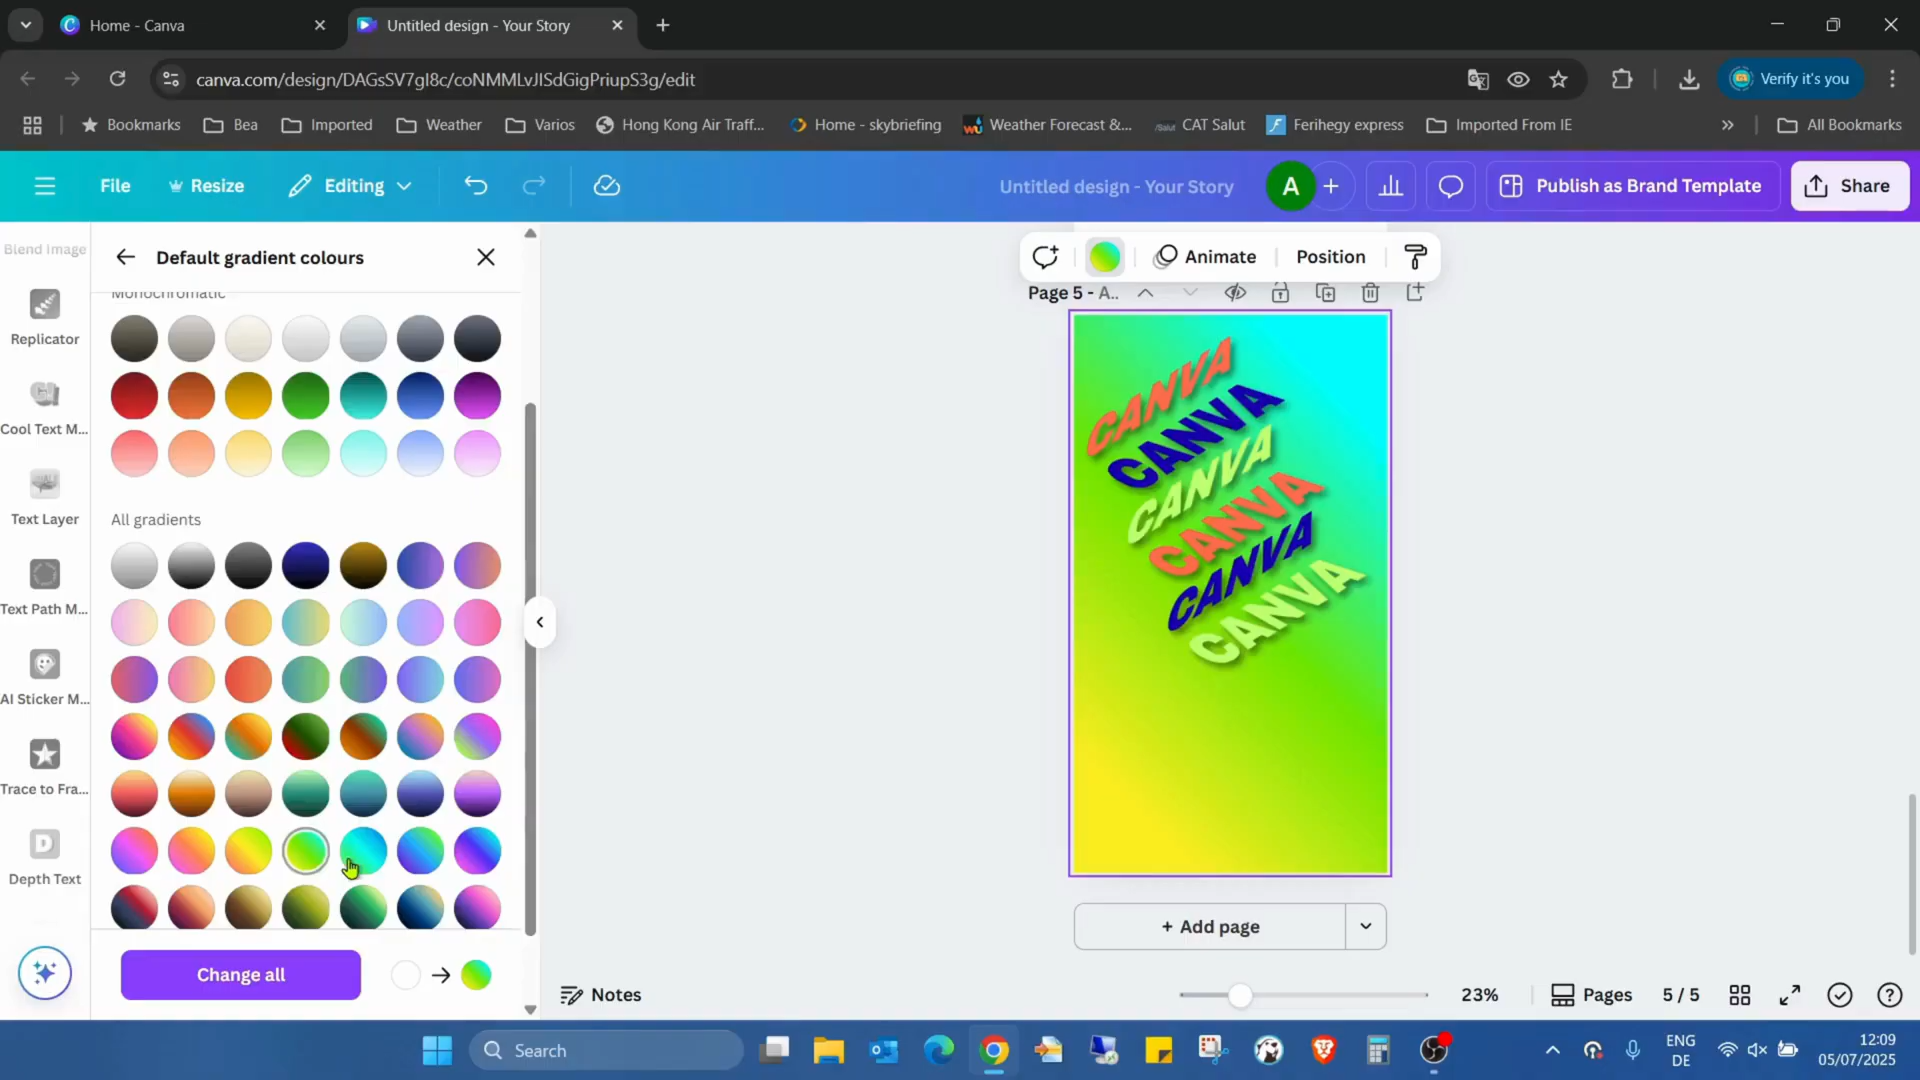 Home - Canva
Untitled design - Your Story
canva.com/design/DAGsSV7gI8c/coNMMLvJISdGigPriupS3g/edit
Verify it's you
Bookmarks
Bea
Imported
Weather
Varios
Hong Kong Air Traff...
Home - skybriefing
Weather Forecast &...
CAT Salut
Ferihegy express
Imported From IE
All Bookmarks
File
Resize
Editing
Untitled design - Your Story
A
Publish as Brand Template
Share
Blend Image
Replicator
Cool Text M...
Text Layer
Text Path M...
AI Sticker M...
Trace to Fra...
Depth Text
Default gradient colours
Monochromatic
All gradients
Change all
Animate
Position
Page 5 - A..
CANVA
CANVA
CANVA
CANVA
CANVA
CANVA
+ Add page
Notes
23%
Pages
5 / 5
Search
ENG
DE
12:09
05/07/2025